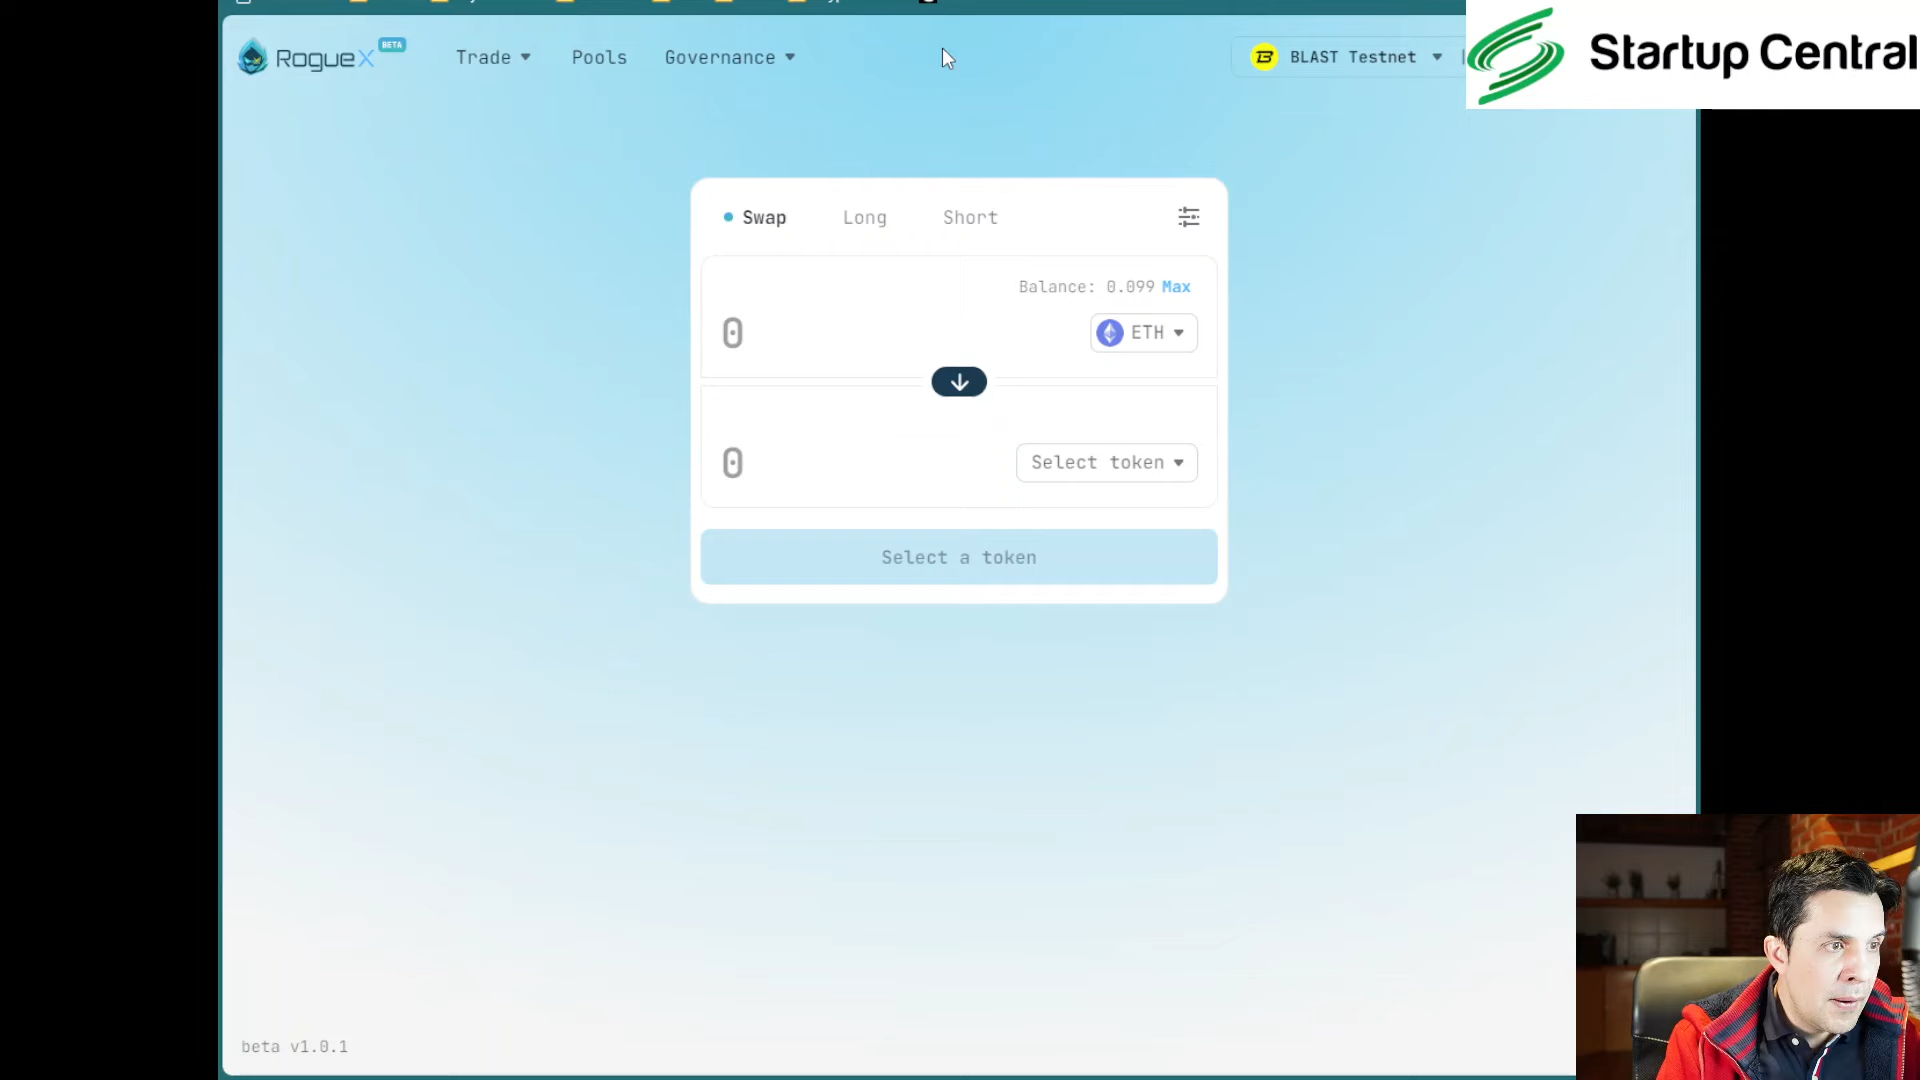 RogueX BETA
Trade
Pools
Governance
BLAST Testnet
Startup Central
Swap
Long
Short
Balance: 0.099 Max
0
ETH
0
Select token
Select a token
beta v1.0.1